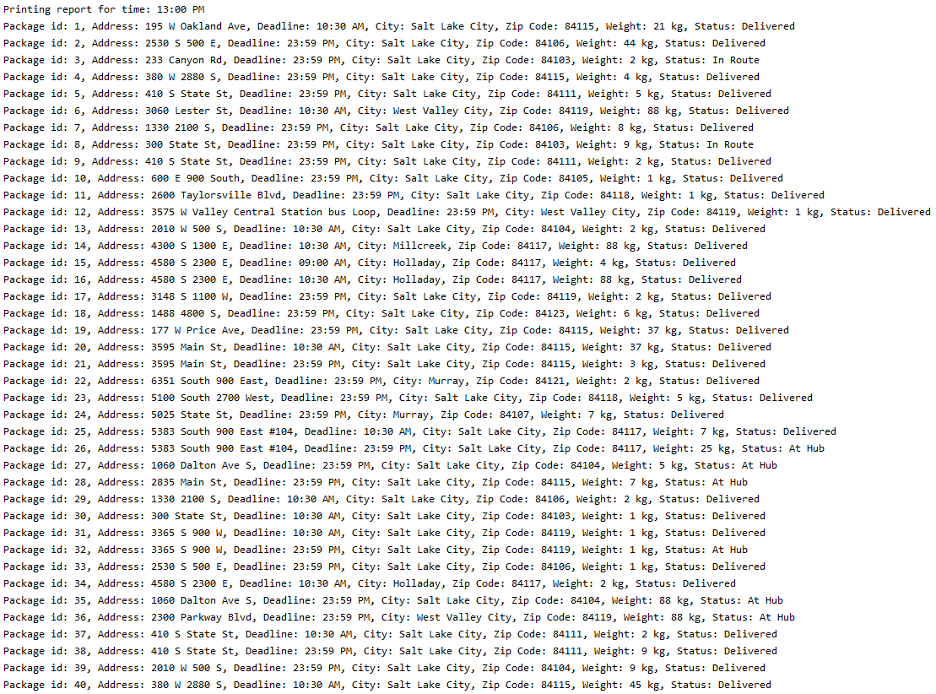 Printing report for time: 13:00 PM
Package id: 1, Address: 195 W Oakland Ave, Deadline: 10:30 AM, City: Salt Lake City, Zip Code: 84115, Weight: 21 kg, Status: Delivered
Package id: 2, Address: 2530 S 500 E, Deadline: 23:59 PM, City: Salt Lake City, Zip Code: 84106, Weight: 44 kg, Status: Delivered
Package id: 3, Address: 233 Canyon Rd, Deadline: 23:59 PM, City: Salt Lake City, Zip Code: 84103, Weight: 2 kg, Status: In Route
Package id: 4, Address: 380 W 2880 S, Deadline: 23:59 PM, City: Salt Lake City, Zip Code: 84115, Weight: 4 kg, Status: Delivered
Package id: 5, Address: 410 S State St, Deadline: 23:59 PM, City: Salt Lake City, Zip Code: 84111, Weight: 5 kg, Status: Delivered
Package id: 6, Address: 3060 Lester St, Deadline: 10:30 AM, City: West Valley City, Zip Code: 84119, Weight: 88 kg, Status: Delivered
Package id: 7, Address: 1330 2100 S, Deadline: 23:59 PM, City: Salt Lake City, Zip Code: 84106, Weight: 8 kg, Status: Delivered
Package id: 8, Address: 300 State St, Deadline: 23:59 PM, City: Salt Lake City, Zip Code: 84103, Weight: 9 kg, Status: In Route
Package id: 9, Address: 410 S State St, Deadline: 23:59 PM, City: Salt Lake City, Zip Code: 84111, Weight: 2 kg, Status: Delivered
Package id: 10, Address: 600 E 900 South, Deadline: 23:59 PM, City: Salt Lake City, Zip Code: 84105, Weight: 1 kg, Status: Delivered
Package id: 11, Address: 2600 Taylorsville Blvd, Deadline: 23:59 PM, City: Salt Lake City, Zip Code: 84118, Weight: 1 kg, Status: Delivered
Package id: 12, Address: 3575 W Valley Central Station bus Loop, Deadline: 23:59 PM, City: West Valley City, Zip Code: 84119, Weight: 1 kg, Status: Delivered
Package id: 13, Address: 2010 W 500 S, Deadline: 10:30 AM, City: Salt Lake City, Zip Code: 84104, Weight: 2 kg, Status: Delivered
Package id: 14, Address: 4300 S 1300 E, Deadline: 10:30 AM, City: Millcreek, Zip Code: 84117, Weight: 88 kg, Status: Delivered
Package id: 15, Address: 4580 S 2300 E, Deadline: 09:00 AM, City: Holladay, Zip Code: 84117, Weight: 4 kg, Status: Delivered
Package id: 16, Address: 4580 S 2300 E, Deadline: 10:30 AM, City: Holladay, Zip Code: 84117, Weight: 88 kg, Status: Delivered
Package id: 17, Address: 3148 S 1100 W, Deadline: 23:59 PM, City: Salt Lake City, Zip Code: 84119, Weight: 2 kg, Status: Delivered
Package id: 18, Address: 1488 4800 S, Deadline: 23:59 PM, City: Salt Lake City, Zip Code: 84123, Weight: 6 kg, Status: Delivered
Package id: 19, Address: 177 W Price Ave, Deadline: 23:59 PM, City: Salt Lake City, Zip Code: 84115, Weight: 37 kg, Status: Delivered
Package id: 20, Address: 3595 Main St, Deadline: 10:30 AM, City: Salt Lake City, Zip Code: 84115, Weight: 37 kg, Status: Delivered
Package id: 21, Address: 3595 Main St, Deadline: 23:59 PM, City: Salt Lake City, Zip Code: 84115, Weight: 3 kg, Status: Delivered
Package id: 22, Address: 6351 South 900 East, Deadline: 23:59 PM, City: Murray, Zip Code: 84121, Weight: 2 kg, Status: Delivered
Package id: 23, Address: 5100 South 2700 West, Deadline: 23:59 PM, City: Salt Lake City, Zip Code: 84118, Weight: 5 kg, Status: Delivered
Package id: 24, Address: 5025 State St, Deadline: 23:59 PM, City: Murray, Zip Code: 84107, Weight: 7 kg, Status: Delivered
Package id: 25, Address: 5383 South 900 East #104, Deadline: 10:30 AM, City: Salt Lake City, Zip Code: 84117, Weight: 7 kg, Status: Delivered
Package id: 26, Address: 5383 South 900 East #104, Deadline: 23:59 PM, City: Salt Lake City, Zip Code: 84117, Weight: 25 kg, Status: At Hub
Package id: 27, Address: 1060 Dalton Ave S, Deadline: 23:59 PM, City: Salt Lake City, Zip Code: 84104, Weight: 5 kg, Status: At Hub
Package id: 28, Address: 2835 Main St, Deadline: 23:59 PM, City: Salt Lake City, Zip Code: 84115, Weight: 7 kg, Status: At Hub
Package id: 29, Address: 1330 2100 S, Deadline: 10:30 AM, City: Salt Lake City, Zip Code: 84106, Weight: 2 kg, Status: Delivered
Package id: 30, Address: 300 State St, Deadline: 10:30 AM, City: Salt Lake City, Zip Code: 84103, Weight: 1 kg, Status: Delivered
Package id: 31, Address: 3365 S 900 W, Deadline: 10:30 AM, City: Salt Lake City, Zip Code: 84119, Weight: 1 kg, Status: Delivered
Package id: 32, Address: 3365 S 900 W, Deadline: 23:59 PM, City: Salt Lake City, Zip Code: 84119, Weight: 1 kg, Status: At Hub
Package id: 33, Address: 2530 S 500 E, Deadline: 23:59 PM, City: Salt Lake City, Zip Code: 84106, Weight: 1 kg, Status: Delivered
Package id: 34, Address: 4580 S 2300 E, Deadline: 10:30 AM, City: Holladay, Zip Code: 84117, Weight: 2 kg, Status: Delivered
Package id: 35, Address: 1060 Dalton Ave S, Deadline: 23:59 PM, City: Salt Lake City, Zip Code: 84104, Weight: 88 kg, Status: At Hub
Package id: 36, Address: 2300 Parkway Blvd, Deadline: 23:59 PM, City: West Valley City, Zip Code: 84119, Weight: 88 kg, Status: At Hub
Package id: 37, Address: 410 S State St, Deadline: 10:30 AM, City: Salt Lake City, Zip Code: 84111, Weight: 2 kg, Status: Delivered
Package id: 38, Address: 410 S State St, Deadline: 23:59 PM, City: Salt Lake City, Zip Code: 84111, Weight: 9 kg, Status: Delivered
Package id: 39, Address: 2010 W 500 S, Deadline: 23:59 PM, City: Salt Lake City, Zip Code: 84104, Weight: 9 kg, Status: Delivered
Package id: 40, Address: 380 W 2880 S, Deadline: 10:30 AM, City: Salt Lake City, Zip Code: 84115, Weight: 45 kg, Status: Delivered